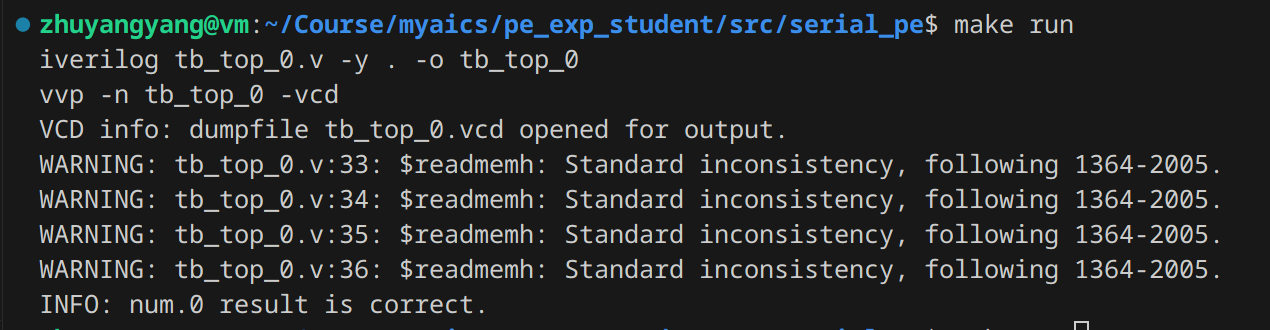 zhuyangyang@vm:~/Course/myaics/pe_exp_student/src/serial_pe$ make run
iverilog tb_top_0.v -y . -o tb_top_0
vvp -n tb_top_0 -vcd
VCD info: dumpfile tb_top_0.vcd opened for output.
WARNING: tb_top_0.v:33: $readmemh: Standard inconsistency, following 1364-2005.
WARNING: tb_top_0.v:34: $readmemh: Standard inconsistency, following 1364-2005.
WARNING: tb_top_0.v:35: $readmemh: Standard inconsistency, following 1364-2005.
WARNING: tb_top_0.v:36: $readmemh: Standard inconsistency, following 1364-2005.
INFO: num.0 result is correct.